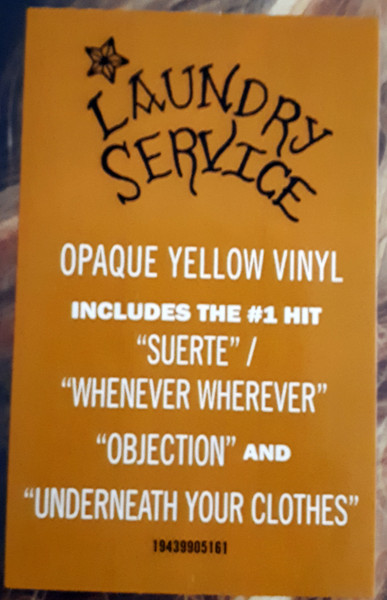 LAUNDRY
SERVICE
OPAQUE YELLOW VINYL
INCLUDES THE #1 HIT
“SUERTE” /
“WHENEVER WHEREVER”
“OBJECTION” AND
“UNDERNEATH YOUR CLOTHES”
19439905161